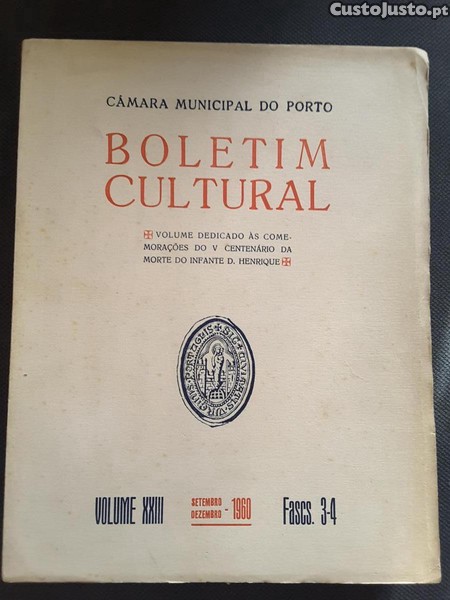 CustoJusto.pt
CÂMARA MUNICIPAL DO PORTO
BOLETIM
CULTURAL
VOLUME DEDICADO ÀS COME-
MORAÇÕES DO V CENTENÁRIO DA
MORTE DO INFANTE D. HENRIQUE
VOLUME XXIII
SETEMBRO
DEZEMBRO - 1960
FASCS. 3-4